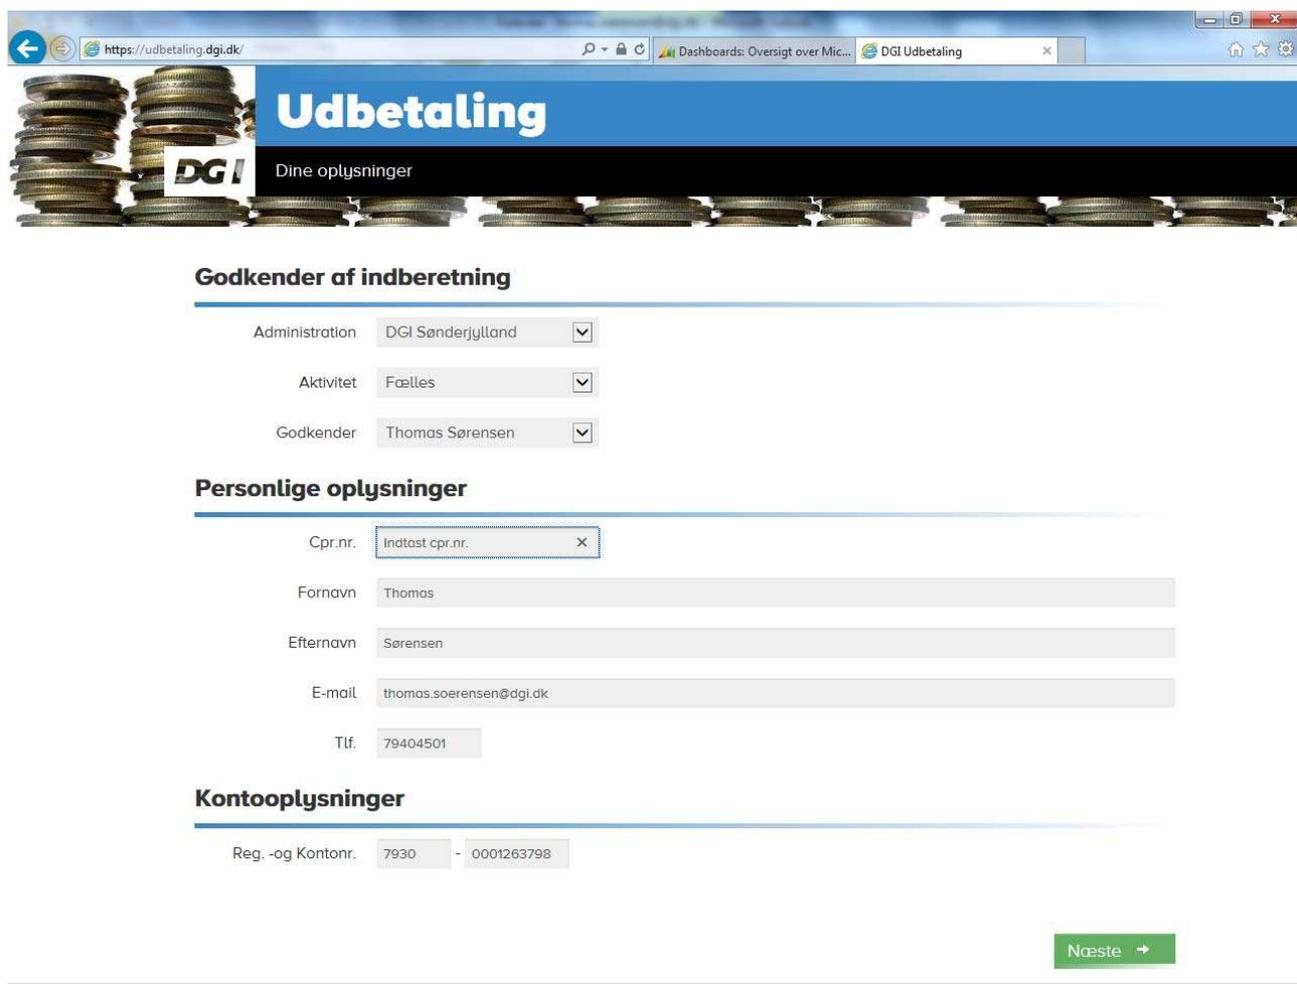 https://udbetaling.dgi.dk/
Dashboards: Oversigt over Mic...
DGI Udbetaling
Udbetaling
DGI
Dine oplysninger
Godkender af indberetning
Administration DGI Sønderjylland
Aktivitet Fælles
Godkender Thomas Sørensen
Personlige oplysninger
Cpr.nr. Indtast cpr.nr.
Fornavn Thomas
Efternavn Sørensen
E-mail thomas.soerensen@dgi.dk
Tlf. 79404501
Kontooplysninger
Reg. -og Kontonr. 7930 - 0001263798
Næste